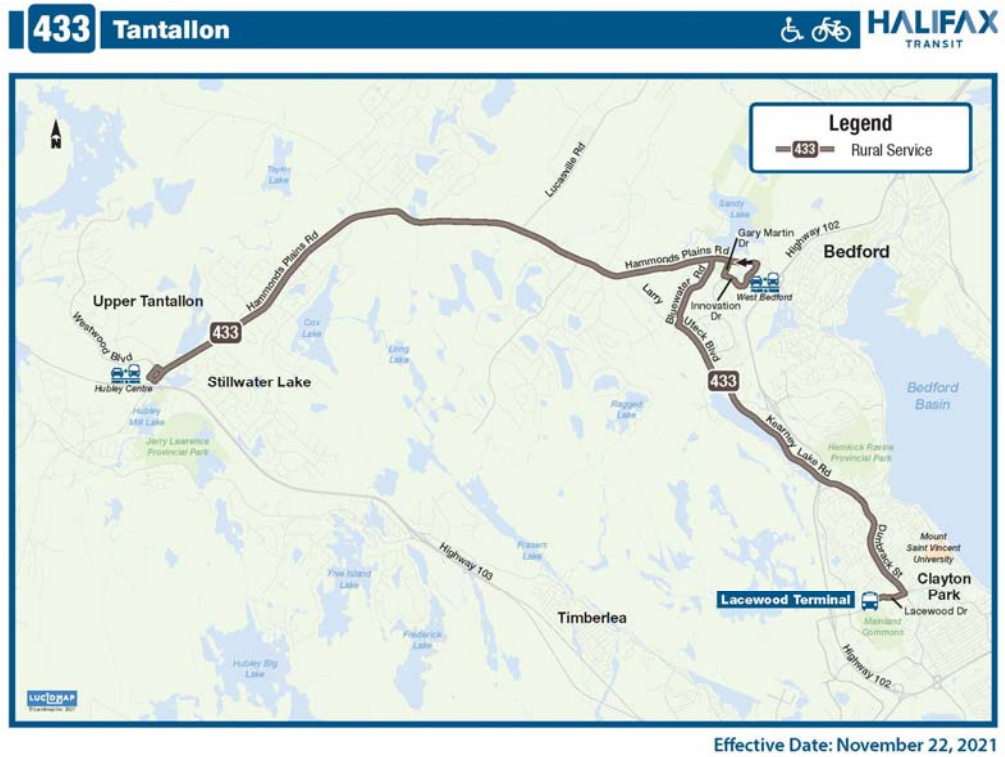 433 Tantallon
HALIFAX
TRANSIT
N
Legend
433 Rural Service
Taylor
Lake
Lucasville Rd
Sandy
Lake
Gary Martin
Dr
Highway 102
Bedford
Hammonds Plains Rd
Hammonds Plains Rd
West Bedford
Innovation
Dr
Larry
Uteck Blvd
Bluewater Rd
Upper Tantallon
433
Westwood Blvd
Hubley Centre
Stillwater Lake
Cox
Lake
Long
Lake
433
Bedford
Basin
Ragged
Lake
Hubley
Mill Lake
Jerry Lawrence
Provincial Park
Kearney Lake Rd
Hemlock Ravine
Provincial Park
Dunbrack St
Mount
Saint Vincent
University
Highway 103
Frasers
Lake
Five Island
Lake
Clayton
Park
Lacewood Terminal
Lacewood Dr
Timberlea
Mainland
Commons
Frederick
Lake
Hubley Big
Lake
Highway 102
LUCIDMAP
Effective Date: November 22, 2021